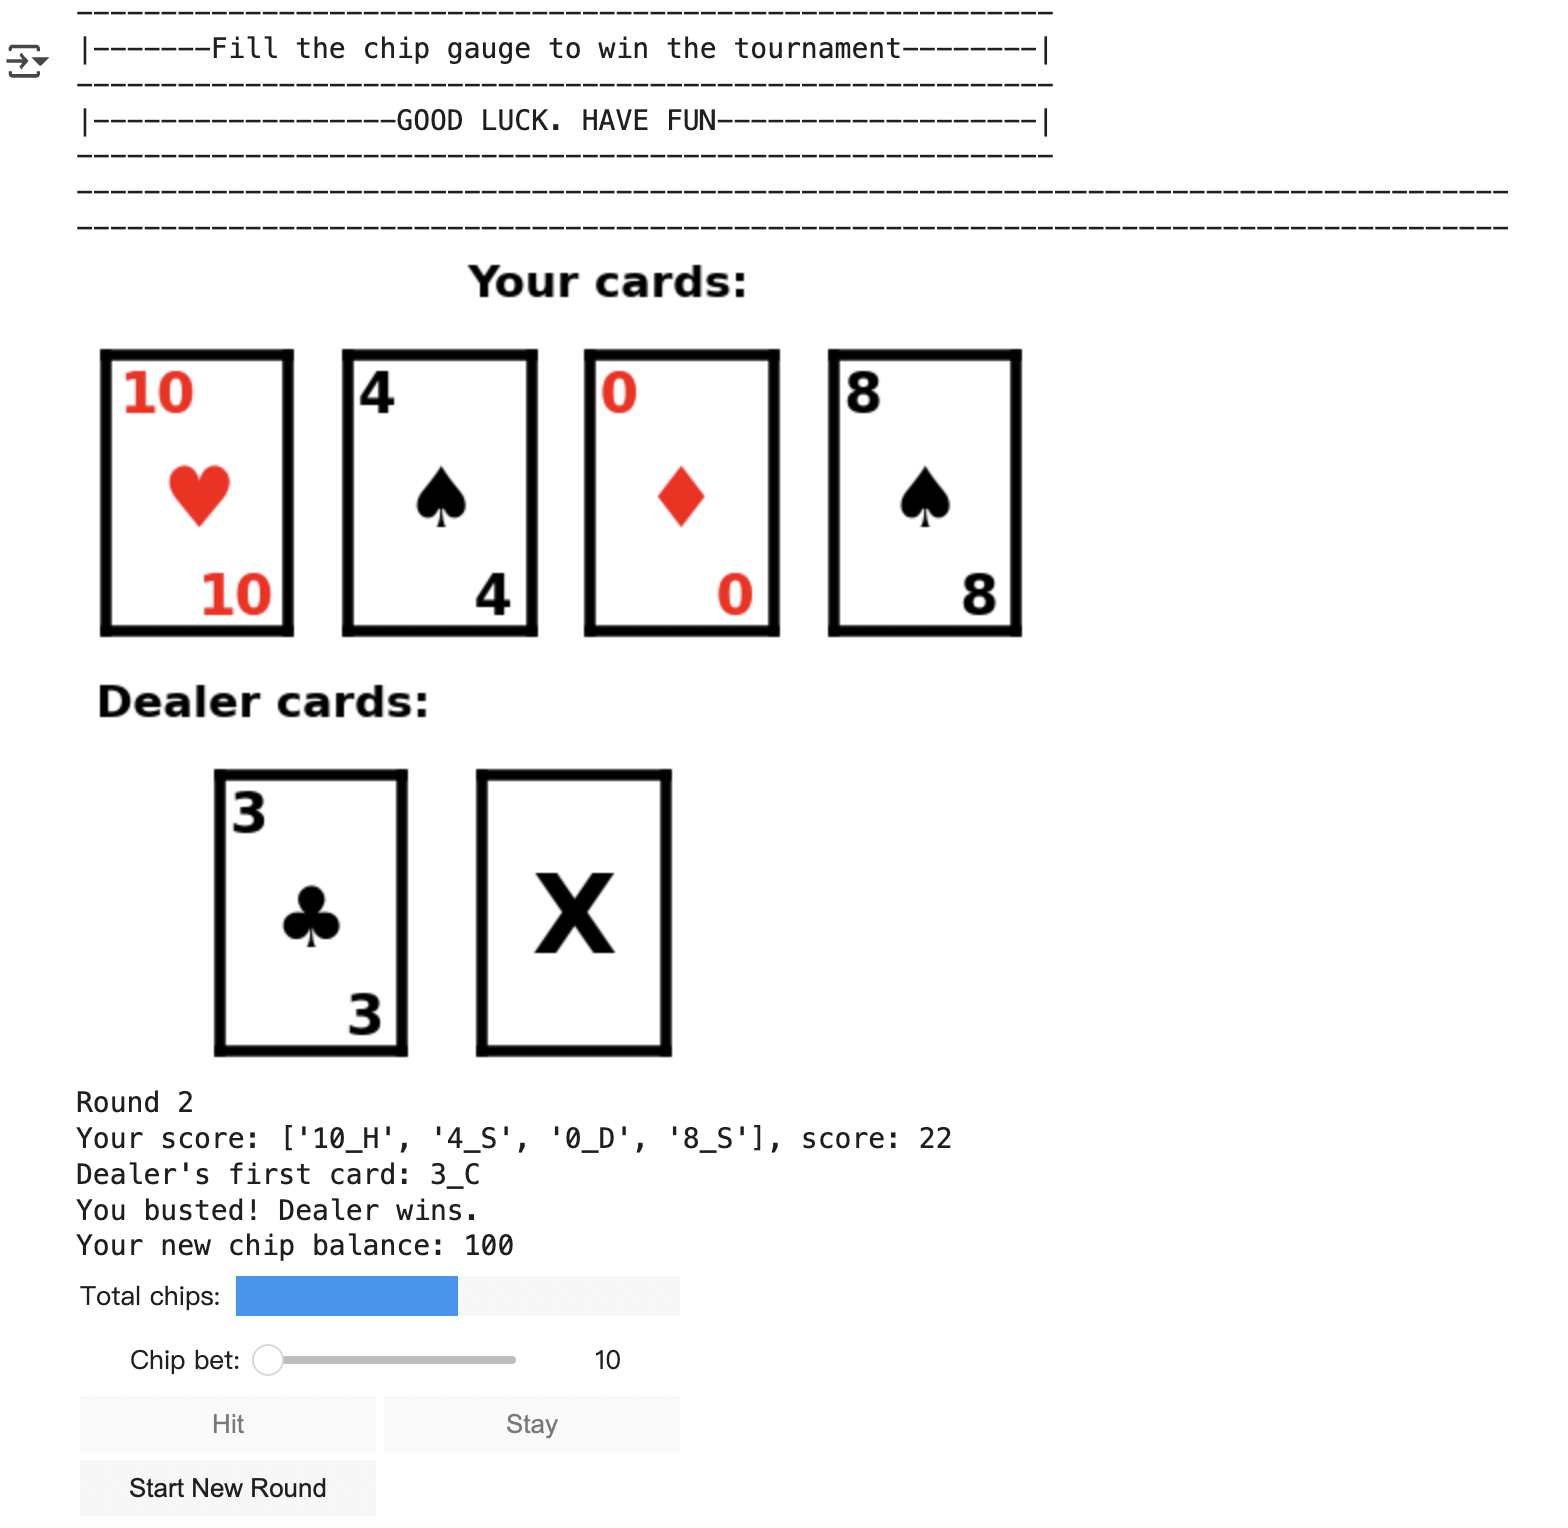 ----------------------------------------------------------
|-------Fill the chip gauge to win the tournament--------|
----------------------------------------------------------
|------------------GOOD LUCK. HAVE FUN-------------------|
----------------------------------------------------------
-------------------------------------------------------------------------------------
-------------------------------------------------------------------------------------
Your cards:
10 4 0 8
10 4 0 8
Dealer cards:
3
X
3
Round 2
Your score: ['10_H', '4_S', '0_D', '8_S'], score: 22
Dealer's first card: 3_C
You busted! Dealer wins.
Your new chip balance: 100
Total chips:
Chip bet: 10
Hit Stay
Start New Round